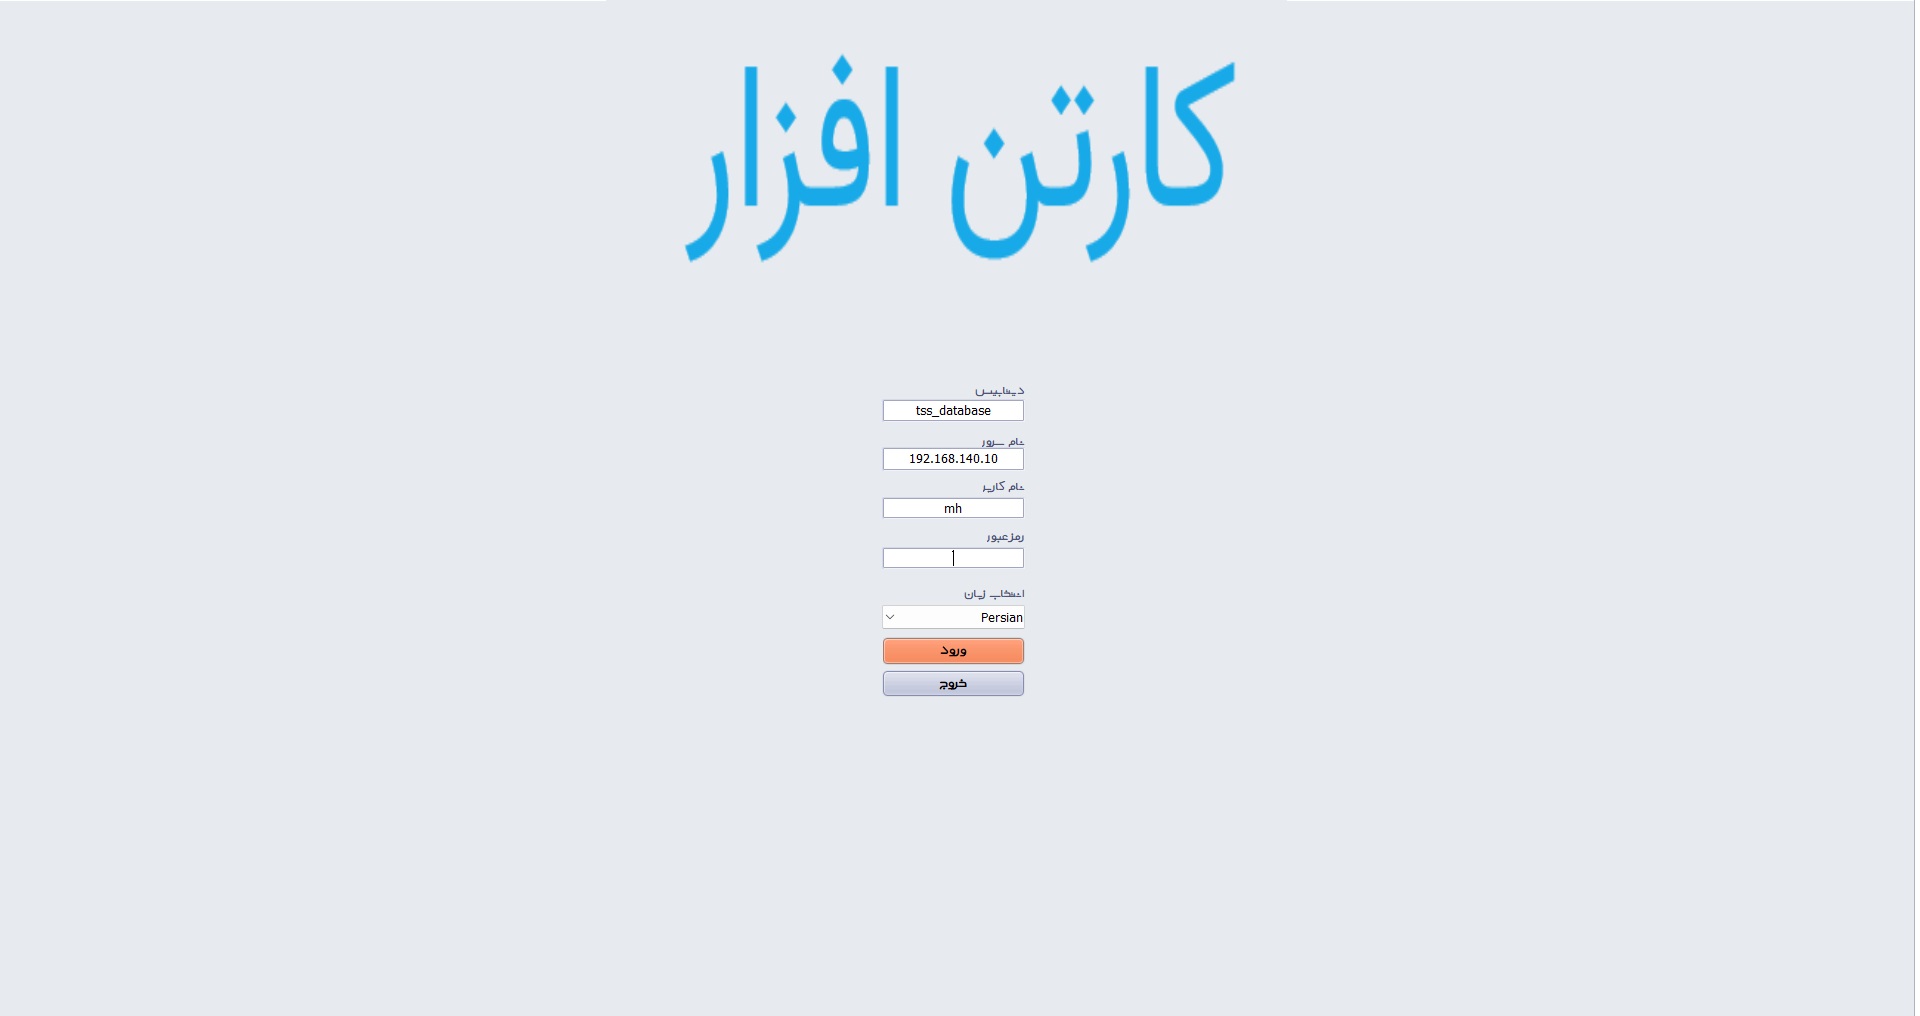 کارتن افزار
دیتابیس
tss_database
نام سرور
192.168.140.10
نام کاربر
mh
رمزعبور
انتخاب زبان
Persian
ورود
خروج